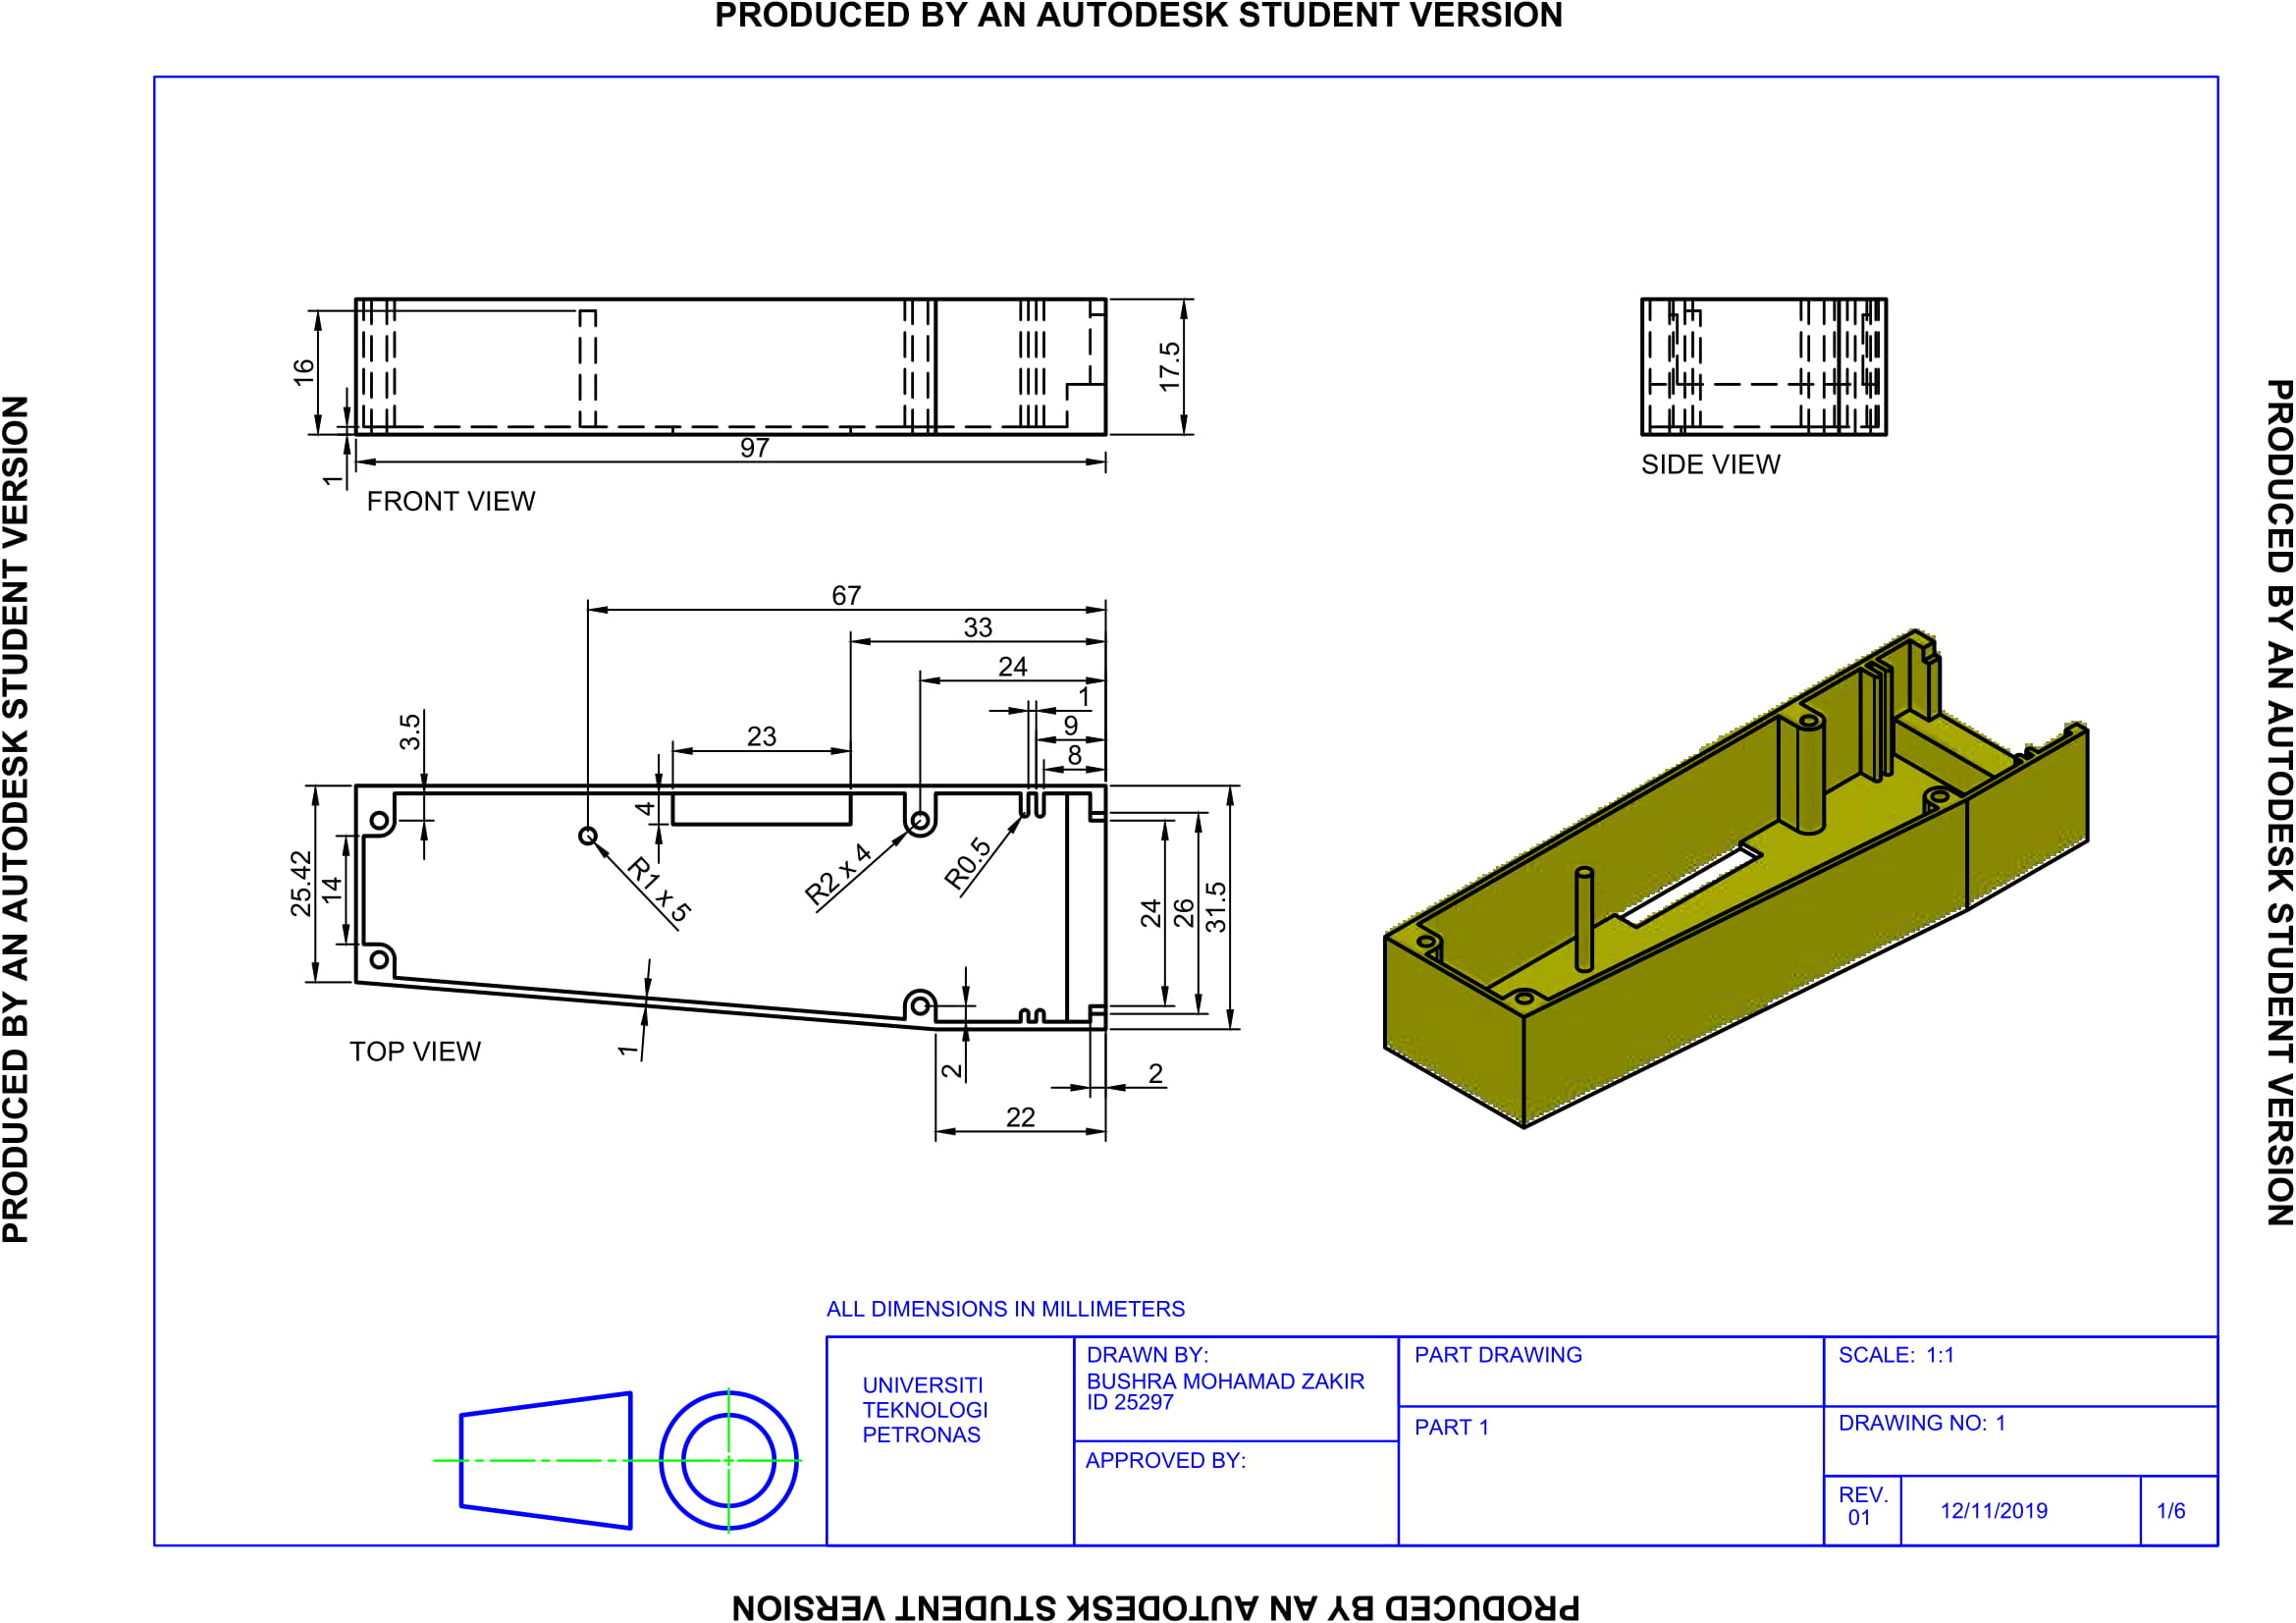 PRODUCED BY AN AUTODESK STUDENT VERSION
PRODUCED BY AN AUTODESK STUDENT VERSION
PRODUCED BY AN AUTODESK STUDENT VERSION
16
1
97
17.5
FRONT VIEW
SIDE VIEW
67
33
24
1
9
8
23
3.5
4
25.42
14
R1 x 5
R2 x 4
R0.5
24
26
31.5
1
2
2
22
TOP VIEW
ALL DIMENSIONS IN MILLIMETERS
UNIVERSITI
TEKNOLOGI
PETRONAS
DRAWN BY:
BUSHRA MOHAMAD ZAKIR
ID 25297
APPROVED BY:
PART DRAWING
PART 1
SCALE: 1:1
DRAWING NO: 1
REV.
01
12/11/2019
1/6
PRODUCED BY AN AUTODESK STUDENT VERSION